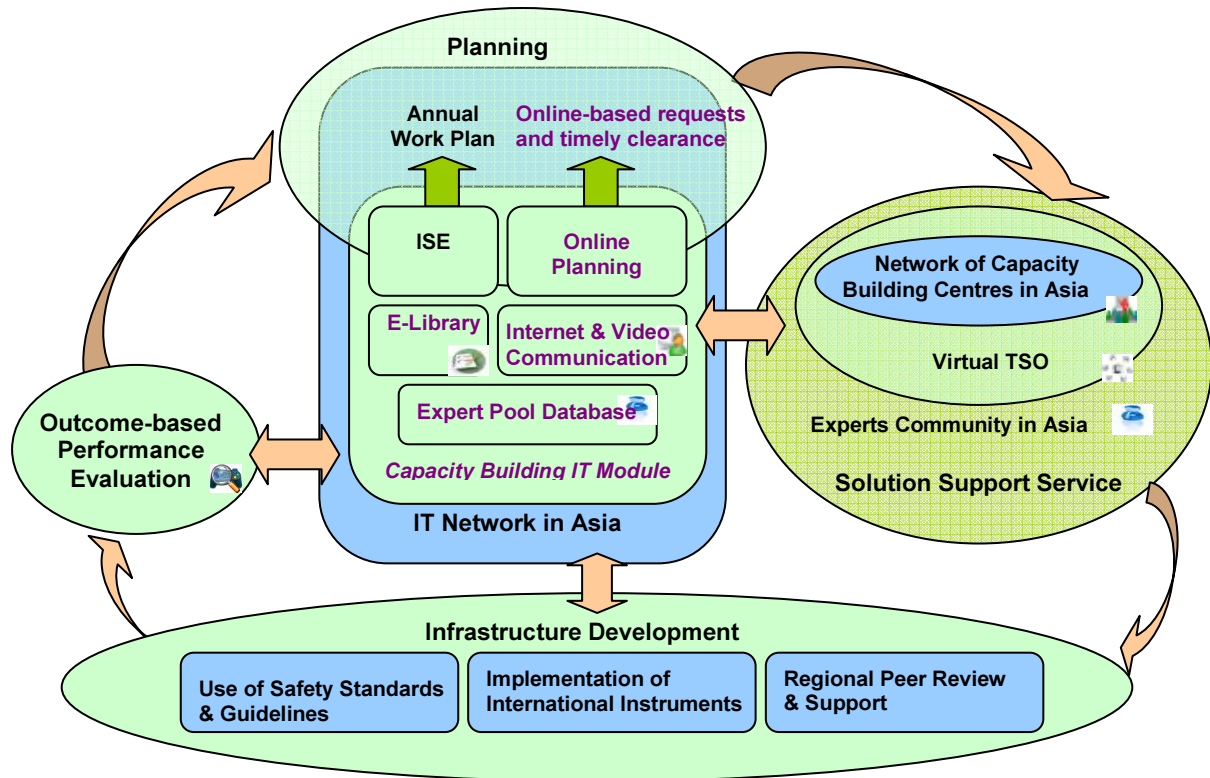 Planning
Annual
Work Plan
Online-based requests
and timely clearance
ISE
Online
Planning
E-Library
Internet & Video
Communication
Expert Pool Database
Capacity Building IT Module
IT Network in Asia
Network of Capacity
Building Centres in Asia
Virtual TSO
Experts Community in Asia
Solution Support Service
Outcome-based
Performance
Evaluation
Infrastructure Development
Use of Safety Standards
& Guidelines
Implementation of
International Instruments
Regional Peer Review
& Support